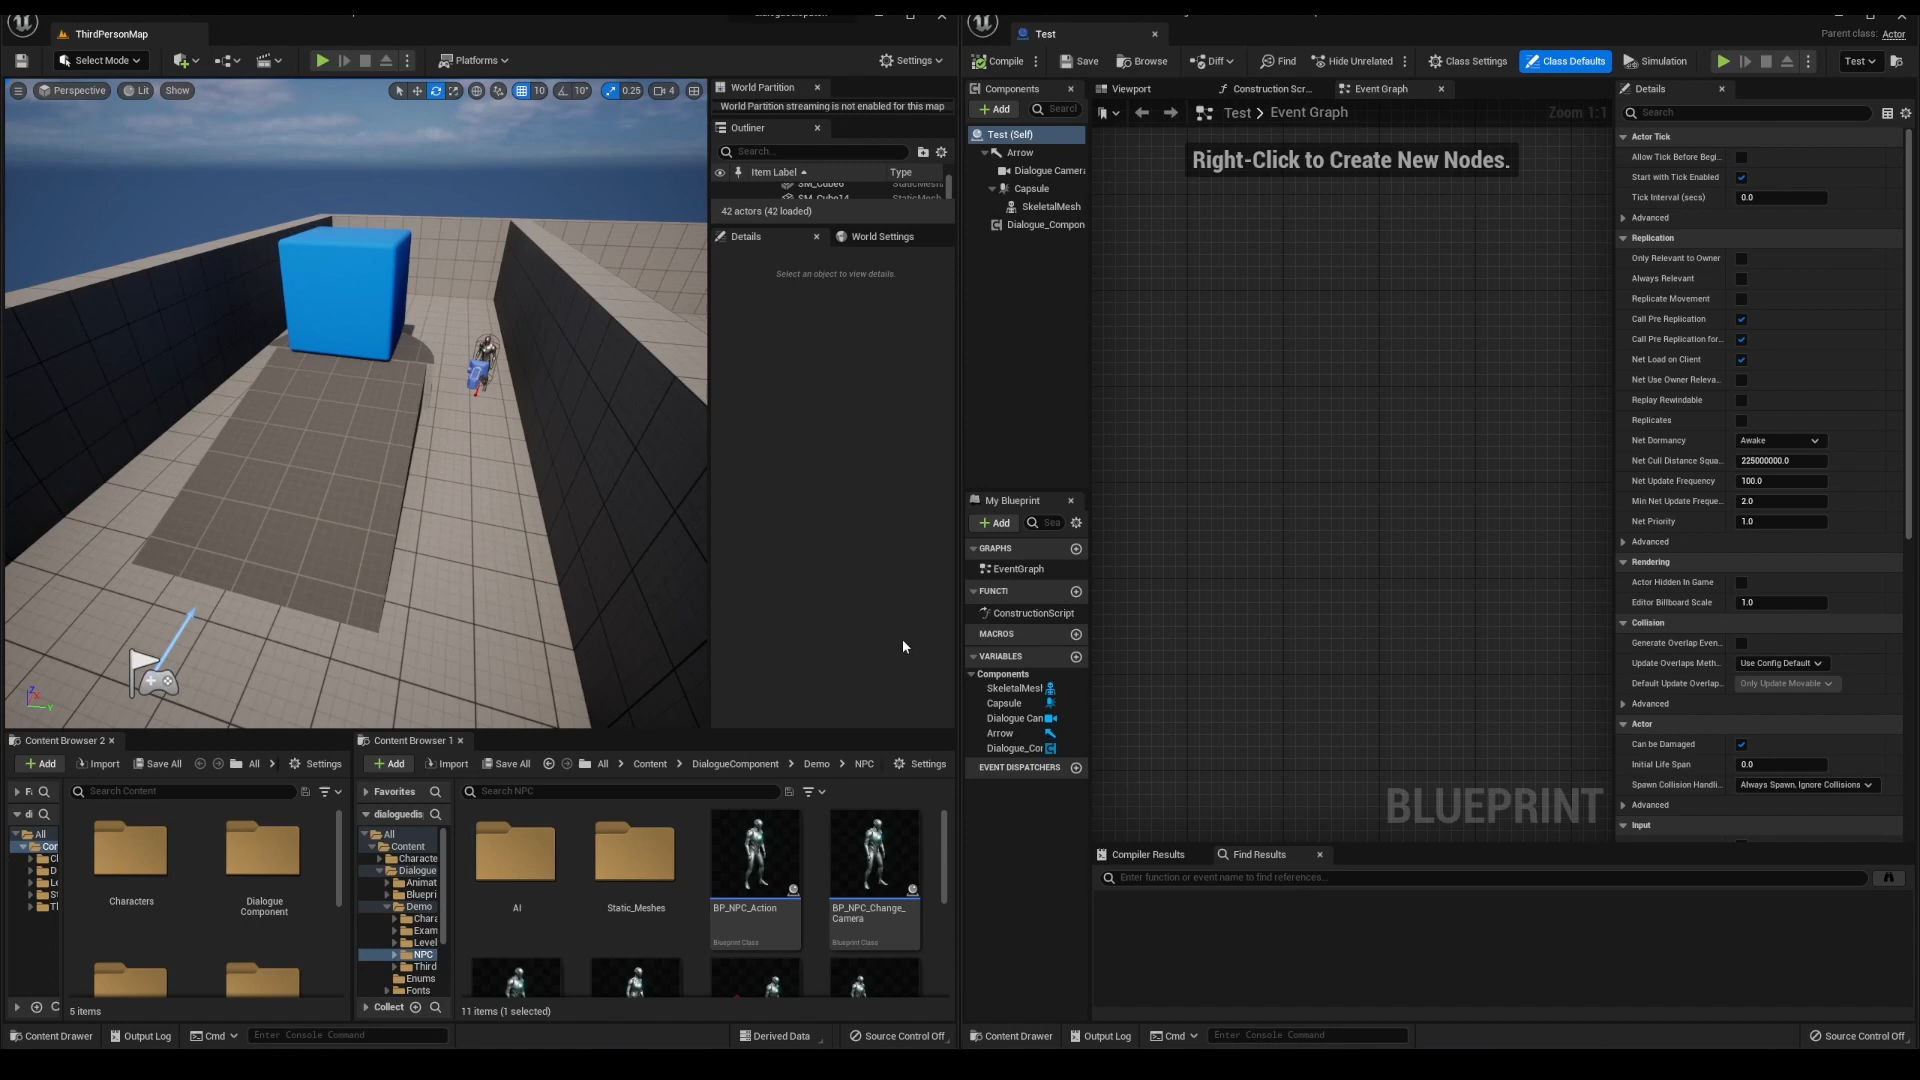 ThirdPersonMap
Select Mode
Platforms
Settings
Perspective
Lit
Show
10
10°
0.25
4
World Partition
World Partition streaming is not enabled for this map
Outliner
Search...
Item Label
Type
SM_Cube6
StaticMesh
SM_Cube14
StaticMesh
42 actors (42 loaded)
Details
World Settings
Select an object to view details.
Content Browser 2
Add
Import
Save All
All
Settings
Search Content
All
Characters
Dialogue
Component
5 items
Content Browser 1
Add
Import
Save All
All
Content
DialogueComponent
Demo
NPC
Settings
Favorites
Search NPC
dialoguedis
All
Content
Characte
Dialogue
Animat
Bluepri
Demo
Chara
Exam
Level
NPC
Third
Enums
Fonts
Collect
AI
Static_Meshes
BP_NPC_Action
Blueprint Class
BP_NPC_Change_
Camera
Blueprint Class
11 items (1 selected)
Content Drawer
Output Log
Cmd
Enter Console Command
Derived Data
Source Control Off
Test
Parent class: Actor
Compile
Save
Browse
Diff
Find
Hide Unrelated
Class Settings
Class Defaults
Simulation
Test
Components
Add
Search
Test (Self)
Arrow
Dialogue Camera
Capsule
SkeletalMesh
Dialogue_Compon
My Blueprint
Add
Sea
GRAPHS
EventGraph
FUNCTI
ConstructionScript
MACROS
VARIABLES
Components
SkeletalMesh
Capsule
Dialogue Cam
Arrow
Dialogue_Cor
EVENT DISPATCHERS
Viewport
Construction Scr...
Event Graph
Test > Event Graph
Zoom 1:1
Right-Click to Create New Nodes.
BLUEPRINT
Compiler Results
Find Results
Enter function or event name to find references...
Details
Search
Actor Tick
Allow Tick Before Begi...
Start with Tick Enabled
Tick Interval (secs)
0.0
Advanced
Replication
Only Relevant to Owner
Always Relevant
Replicate Movement
Call Pre Replication
Call Pre Replication for...
Net Load on Client
Net Use Owner Releva...
Replay Rewindable
Replicates
Net Dormancy
Awake
Net Cull Distance Squa...
225000000.0
Net Update Frequency
100.0
Min Net Update Freque...
2.0
Net Priority
1.0
Advanced
Rendering
Actor Hidden In Game
Editor Billboard Scale
1.0
Collision
Generate Overlap Even...
Update Overlaps Meth...
Use Config Default
Default Update Overlap...
Only Update Movable
Advanced
Actor
Can be Damaged
Initial Life Span
0.0
Spawn Collision Handli...
Always Spawn, Ignore Collisions
Advanced
Input
Content Drawer
Output Log
Cmd
Enter Console Command
Source Control Off